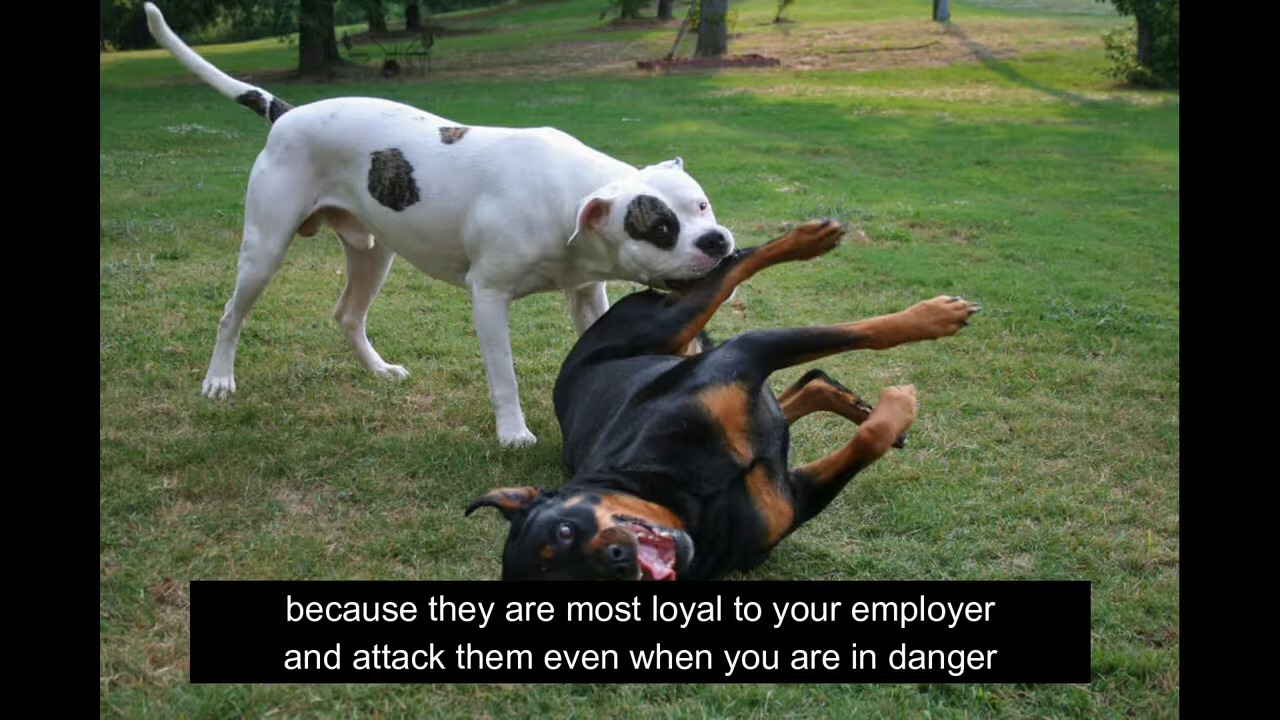 because they are most loyal to your employer
and attack them even when you are in danger